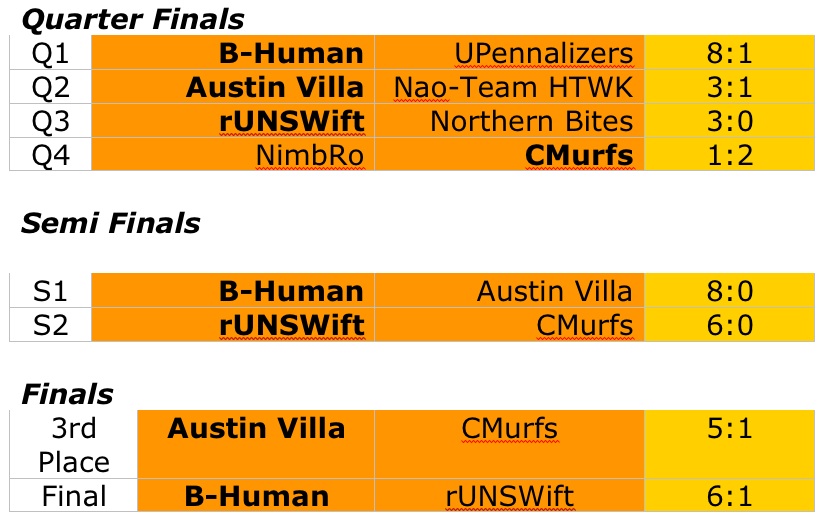 Quarter Finals
Q1 B-Human UPennalizers 8:1
Q2 Austin Villa Nao-Team HTWK 3:1
Q3 rUNSWift Northern Bites 3:0
Q4 NimbRo CMurfs 1:2
Semi Finals
S1 B-Human Austin Villa 8:0
S2 rUNSWift CMurfs 6:0
Finals
3rd Austin Villa CMurfs 5:1
Place
Final B-Human rUNSWift 6:1